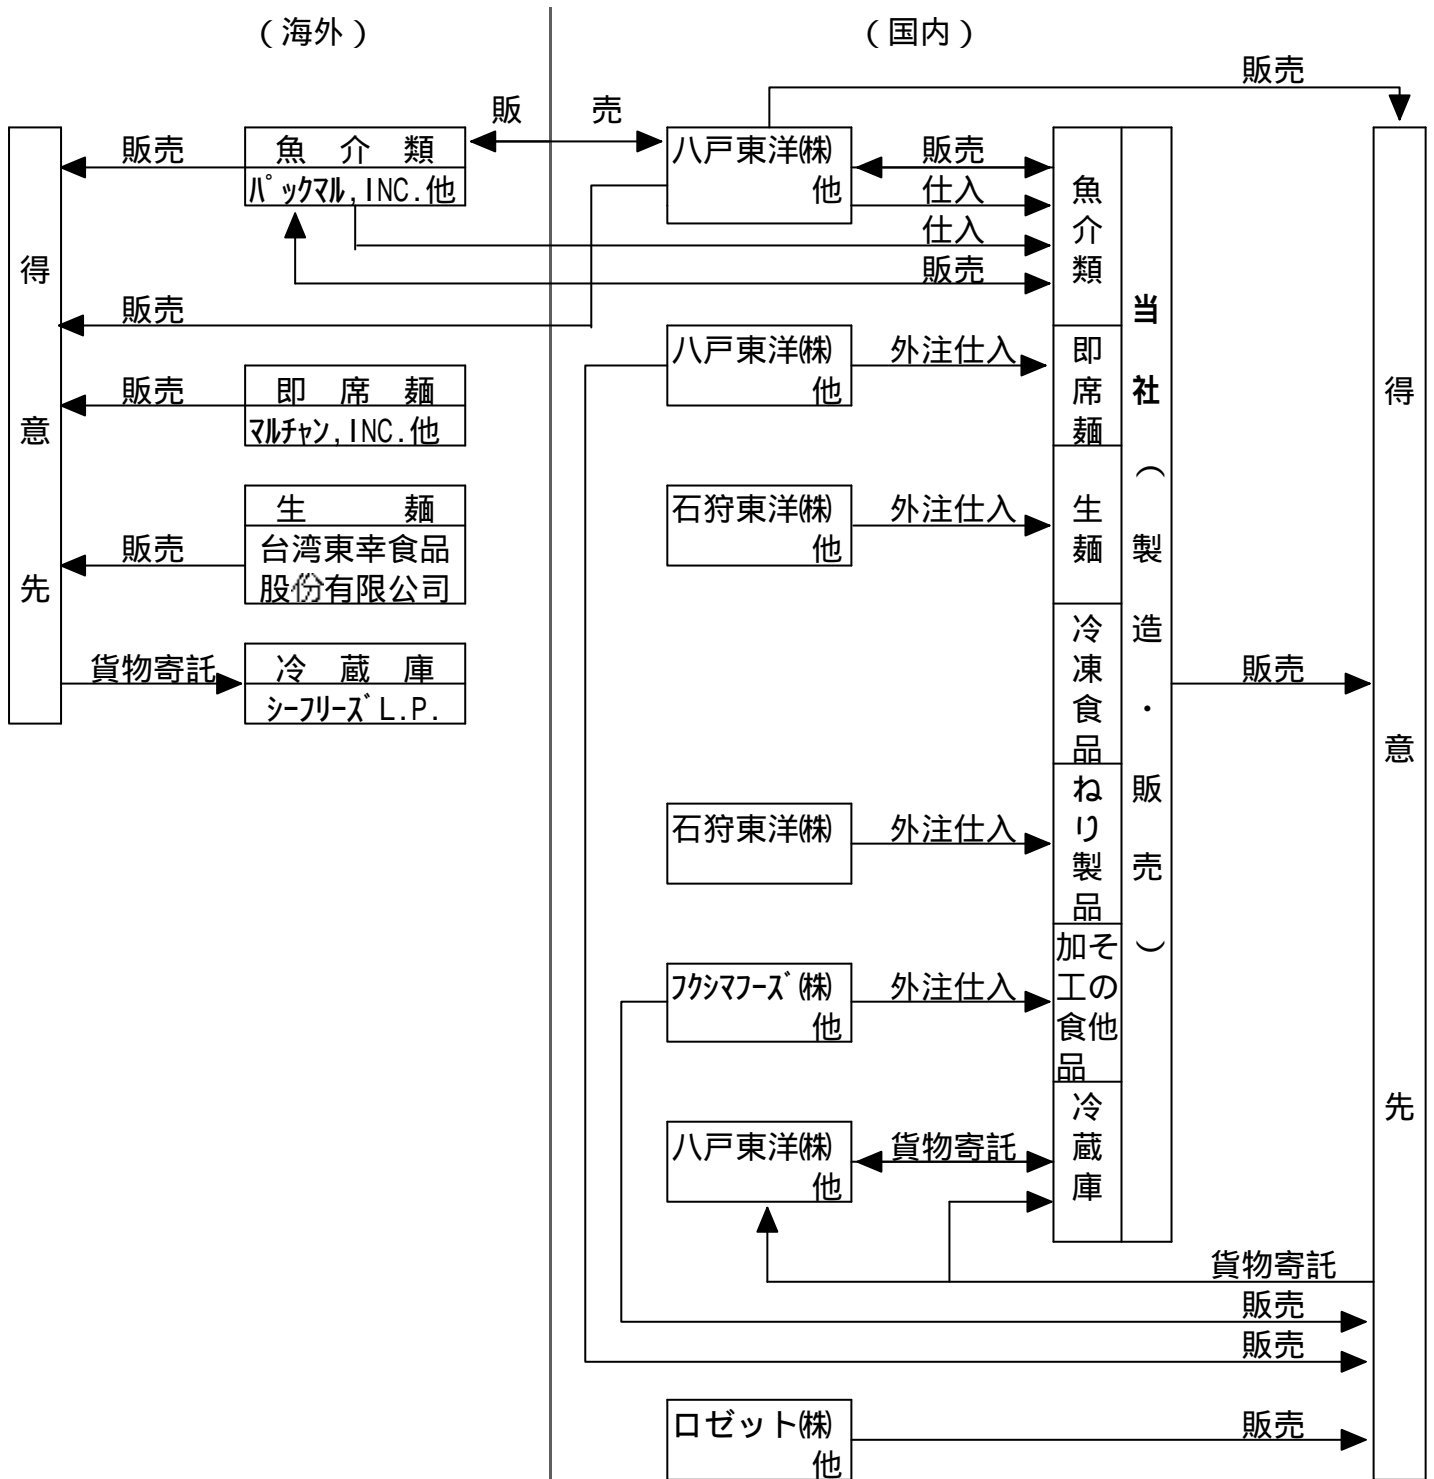 （海外）
（国内）
販売
販　売
得意先
販売
魚　介　類
パックマル,INC.他
八戸東洋㈱
他
販売
仕入
仕入
販売
魚介類
当社（製造・販売）
得意先
販売
販売
即　席　麺
マルチャン,INC.他
八戸東洋㈱
他
外注仕入
即席麺
販売
生　　　麺
台湾東幸食品
股份有限公司
石狩東洋㈱
他
外注仕入
生麺
貨物寄託
冷　蔵　庫
シーフリーズL.P.
冷凍食品
販売
石狩東洋㈱
外注仕入
ねり製品
フクシマフーズ㈱
他
外注仕入
その他
加工食品
八戸東洋㈱
他
貨物寄託
冷蔵庫
貨物寄託
販売
販売
ロゼット㈱
他
販売